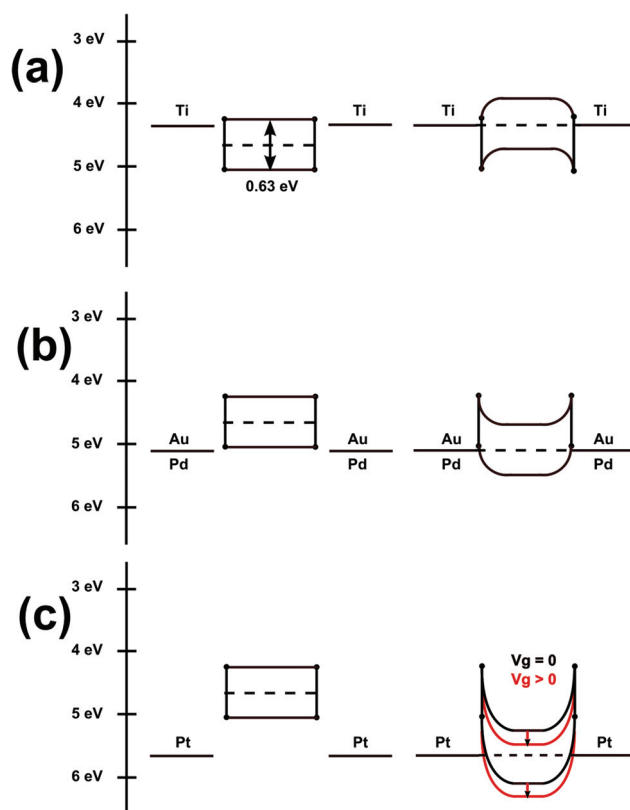 (a)
3 eV
4 eV
5 eV
6 eV
Ti
Ti
Ti
Ti
0.63 eV
(b)
3 eV
4 eV
5 eV
6 eV
Au
Pd
Au
Pd
Au
Pd
Au
Pd
(c)
3 eV
4 eV
5 eV
6 eV
Pt
Pt
Pt
Pt
Vg = 0
Vg > 0